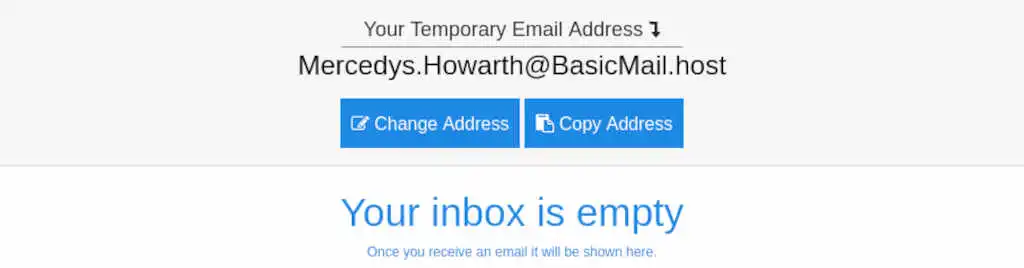 Your Temporary Email Address
Mercedys.Howarth@BasicMail.host
Change Address Copy Address
Your inbox is empty
Once you receive an email it will be shown here.